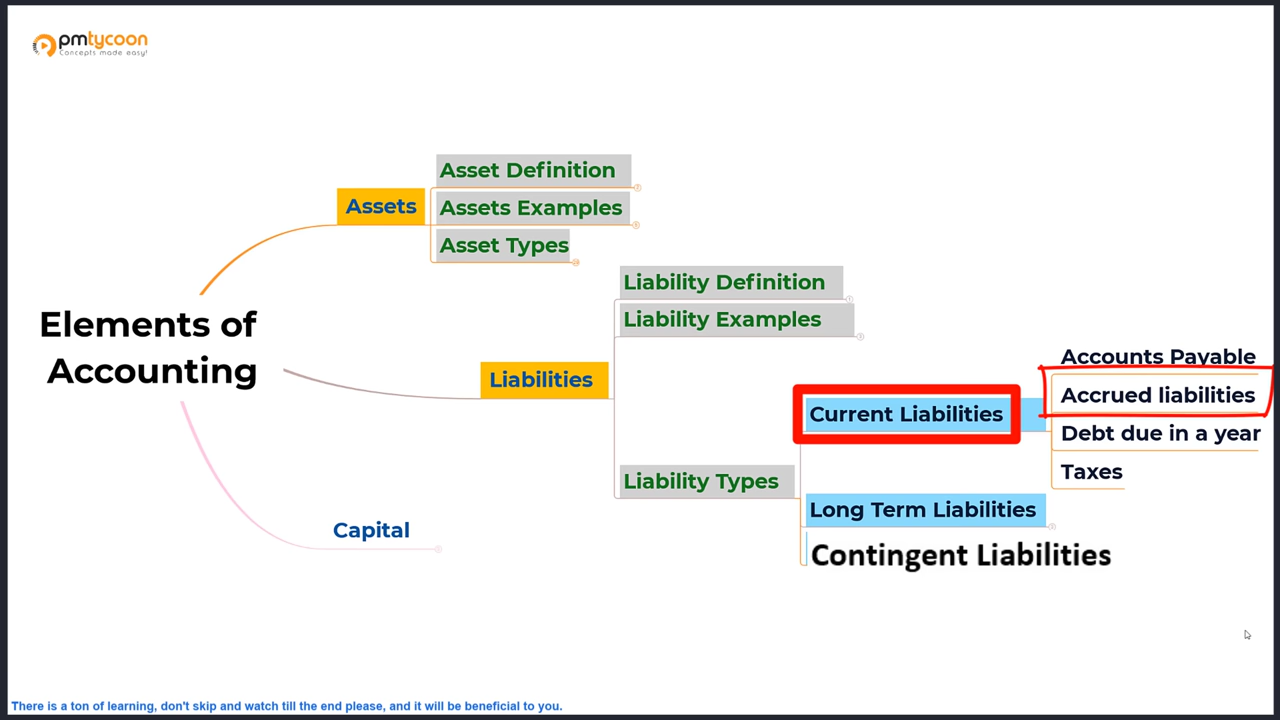 pmtycoon
Concepts made easy!
Asset Definition
Assets
Assets Examples
Asset Types
Liability Definition
Liability Examples
Elements of
Accounting
Liabilities
Accounts Payable
Accrued liabilities
Current Liabilities
Debt due in a year
Taxes
Liability Types
Long Term Liabilities
Capital
Contingent Liabilities
There is a ton of learning, don't skip and watch till the end please, and it will be beneficial to you.